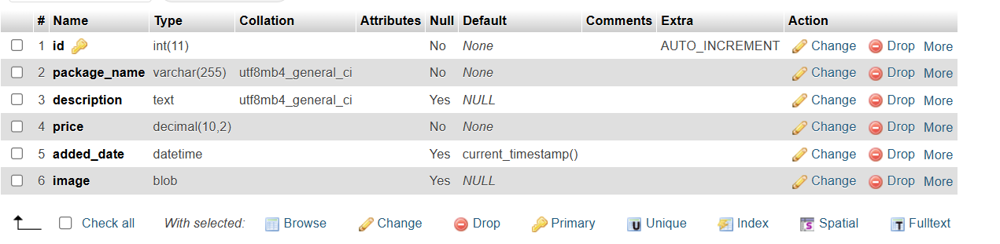 # Name Type Collation Attributes Null Default Comments Extra Action
1 id int(11) No None AUTO_INCREMENT Change Drop More
2 package_name varchar(255) utf8mb4_general_ci No None Change Drop More
3 description text utf8mb4_general_ci Yes NULL Change Drop More
4 price decimal(10,2) No None Change Drop More
5 added_date datetime Yes current_timestamp() Change Drop More
6 image blob Yes NULL Change Drop More
Check all With selected: Browse Change Drop Primary Unique Index Spatial Fulltext